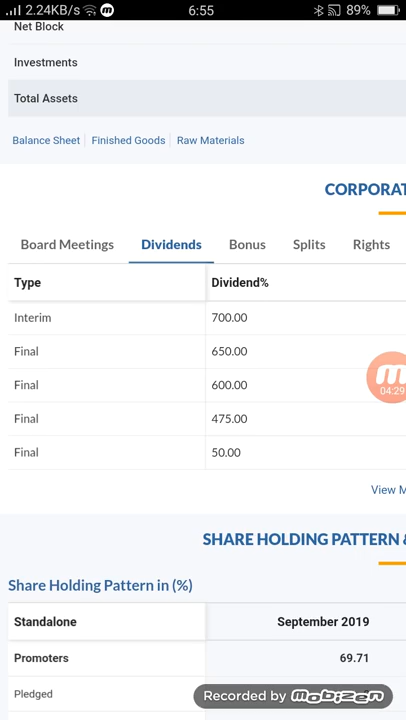 2.24KB/s 6:55 89%
Net Block
Investments
Total Assets
Balance Sheet Finished Goods Raw Materials
CORPORAT
Board Meetings Dividends Bonus Splits Rights
Type Dividend%
Interim 700.00
Final 650.00
Final 600.00
04:29
Final 475.00
Final 50.00
View M
SHARE HOLDING PATTERN &
Share Holding Pattern in (%)
Standalone September 2019
Promoters 69.71
Pledged
Recorded by mobizen